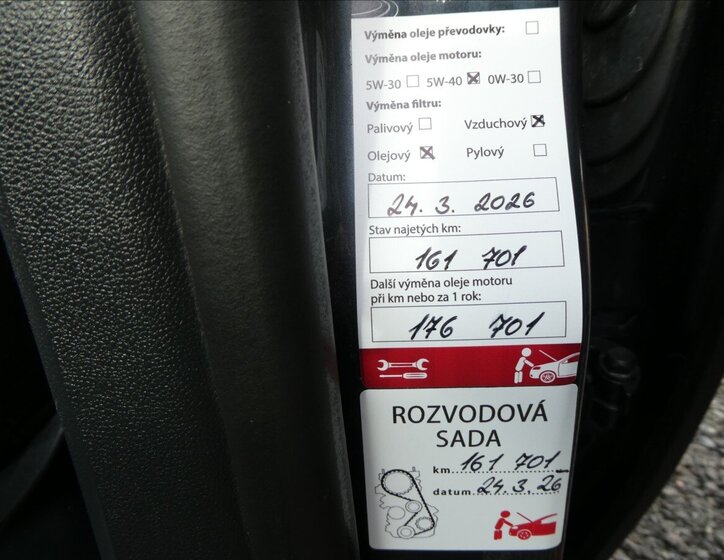 Výměna oleje převodovky:
Výměna oleje motoru:
5W-30 5W-40 0W-30
Výměna filtru:
Palivový Vzduchový
Olejový Pylový
Datum:
24. 3. 2026
Stav najetých km:
161 701
Další výměna oleje motoru
při km nebo za 1 rok:
176 701
ROZVODOVÁ
SADA
km 161 701
datum 24.3.26